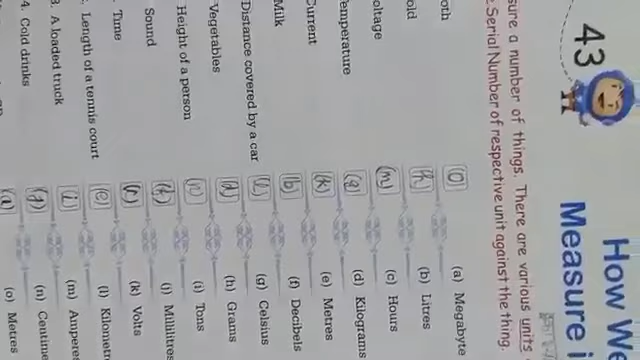 43
How We
Measure i
sure a number of things. There are various units
Serial Number of respective unit against the thing.
oth (o) (a) Megabyte
old (h) (b) Litres
oltage (m) (c) Hours
emperature (g) (d) Kilograms
Current (k) (e) Metres
Milk (b) (f) Decibels
Distance covered by a car (l) (g) Celsius
Vegetables (d) (h) Grams
Height of a person (i) Tons
Sound (j) Millilitres
Time (c) (k) Volts
Length of a tennis court (e) (l) Kilometr
3. A loaded truck (i) (m) Ampere
4. Cold drinks (j) (n) Centime
(a) (o) Metres